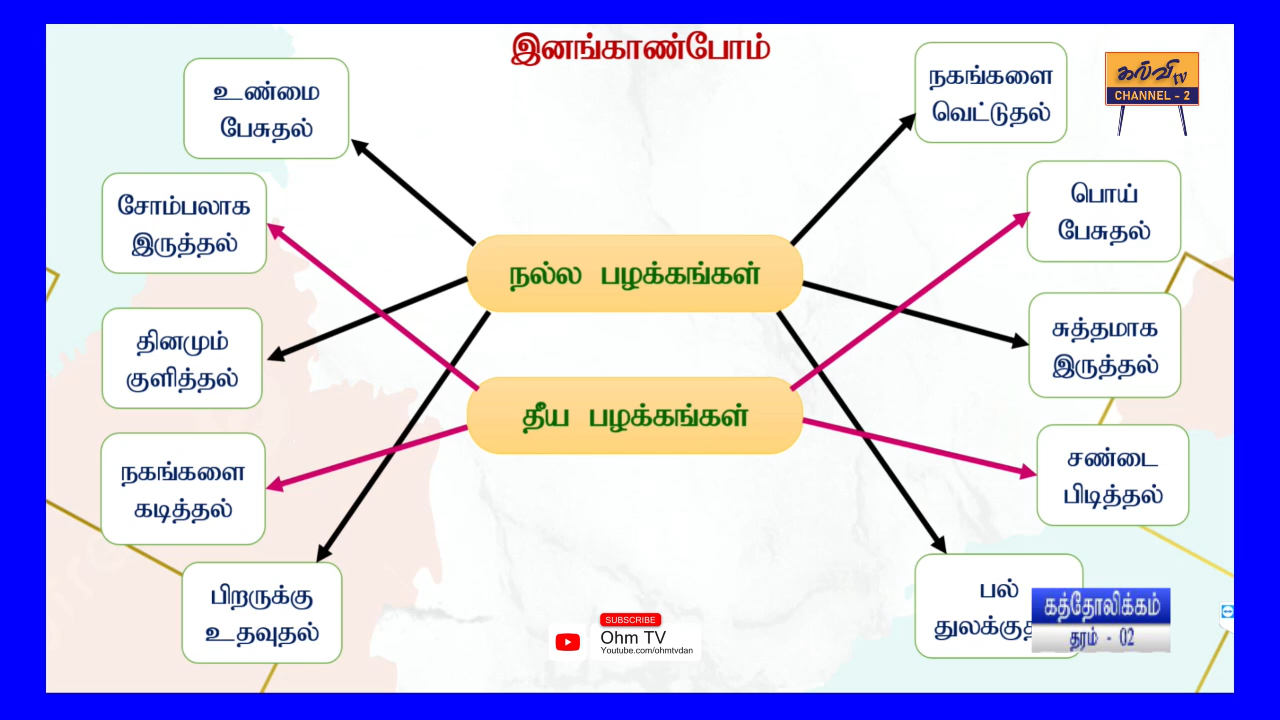 இனங்காண்போம்
உண்மை
பேசுதல்
நகங்களை
வெட்டுதல்
கல்வி tv
CHANNEL - 2
சோம்பலாக
இருத்தல்
பொய்
பேசுதல்
நல்ல பழக்கங்கள்
தினமும்
குளித்தல்
சுத்தமாக
இருத்தல்
தீய பழக்கங்கள்
நகங்களை
கடித்தல்
சண்டை
பிடித்தல்
பிறருக்கு
உதவுதல்
பல்
கத்தோலிக்கம்
தரம் - 02
SUBSCRIBE
Ohm TV
Youtube.com/ohmtvdan